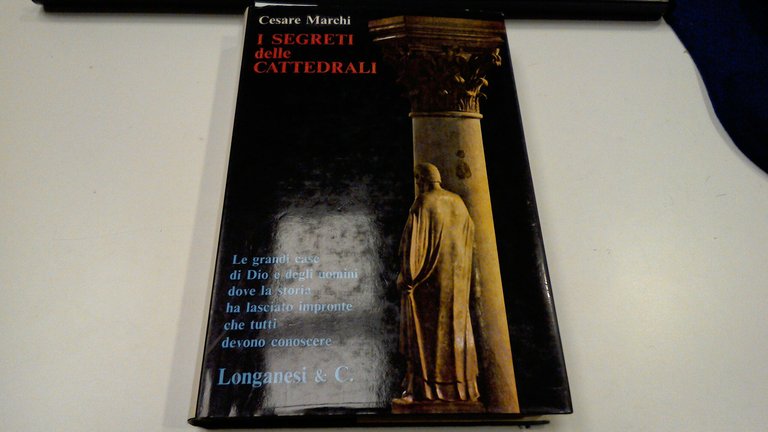 Cesare Marchi
I SEGRETI
delle
CATTEDRALI
Le grandi case
di Dio e degli uomini
dove la storia
ha lasciato impronte
che tutti
devono conoscere
Longanesi & C.